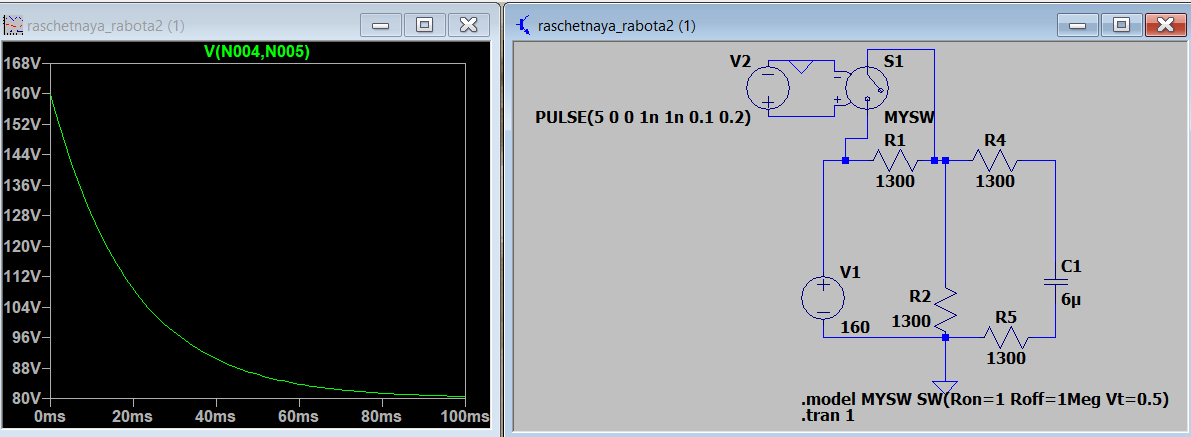 raschetnaya_rabota2 (1)
V(N004,N005)
168V
160V
152V
144V
136V
128V
120V
112V
104V
96V
88V
80V
0ms 20ms 40ms 60ms 80ms 100ms
raschetnaya_rabota2 (1)
V2 S1
PULSE(5 0 0 1n 1n 0.1 0.2) MYSW
R1 R4
1300 1300
V1 C1
R2 6µ
1300 R5
160 1300
.model MYSW SW(Ron=1 Roff=1Meg Vt=0.5)
.tran 1